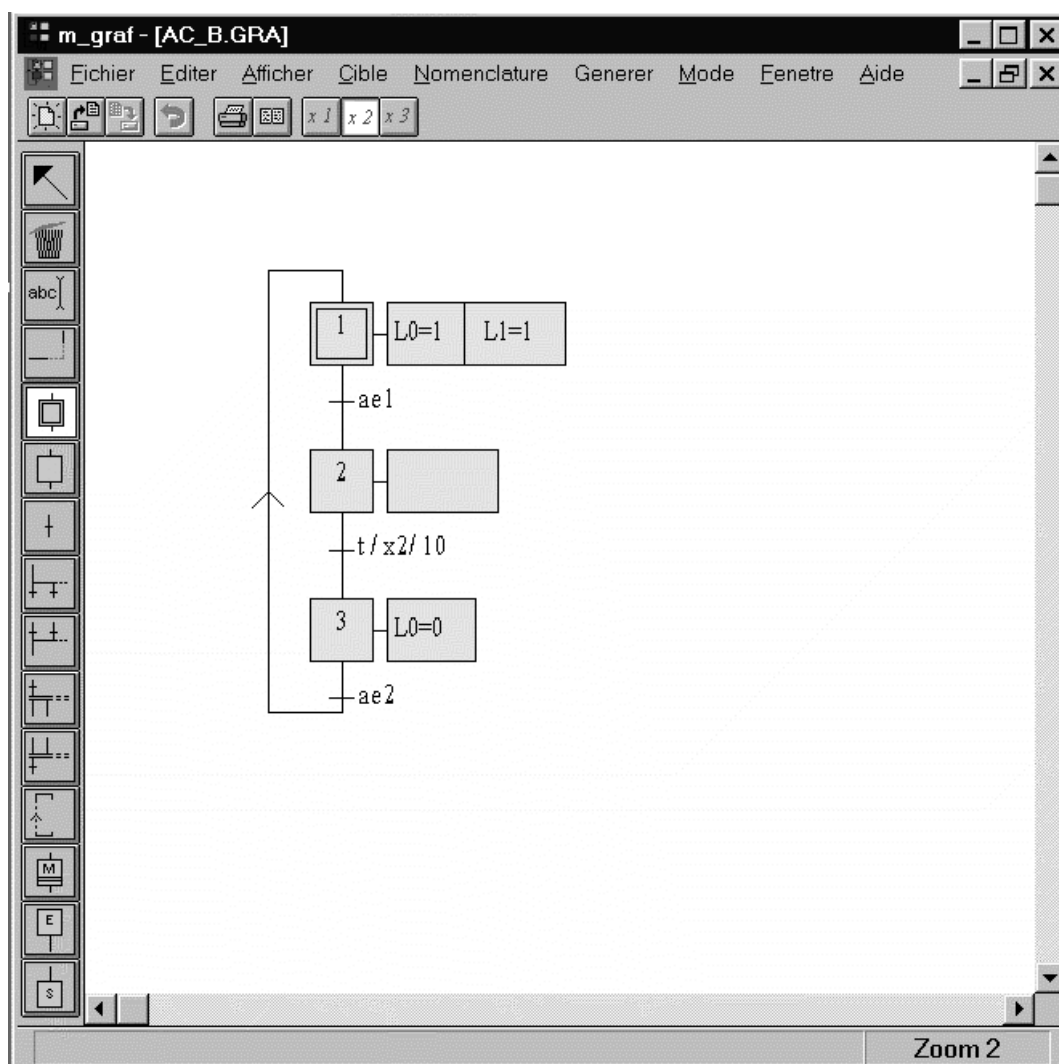 m_graf - [AC_B.GRA]
Fichier Editer Afficher Cible Nomenclature Generer Mode Fenetre Aide
x 1 x 2 x 3
abc
1 L0=1 L1=1
ae1
2
t/x2/10
3 L0=0
ae2
M
E
S
Zoom 2